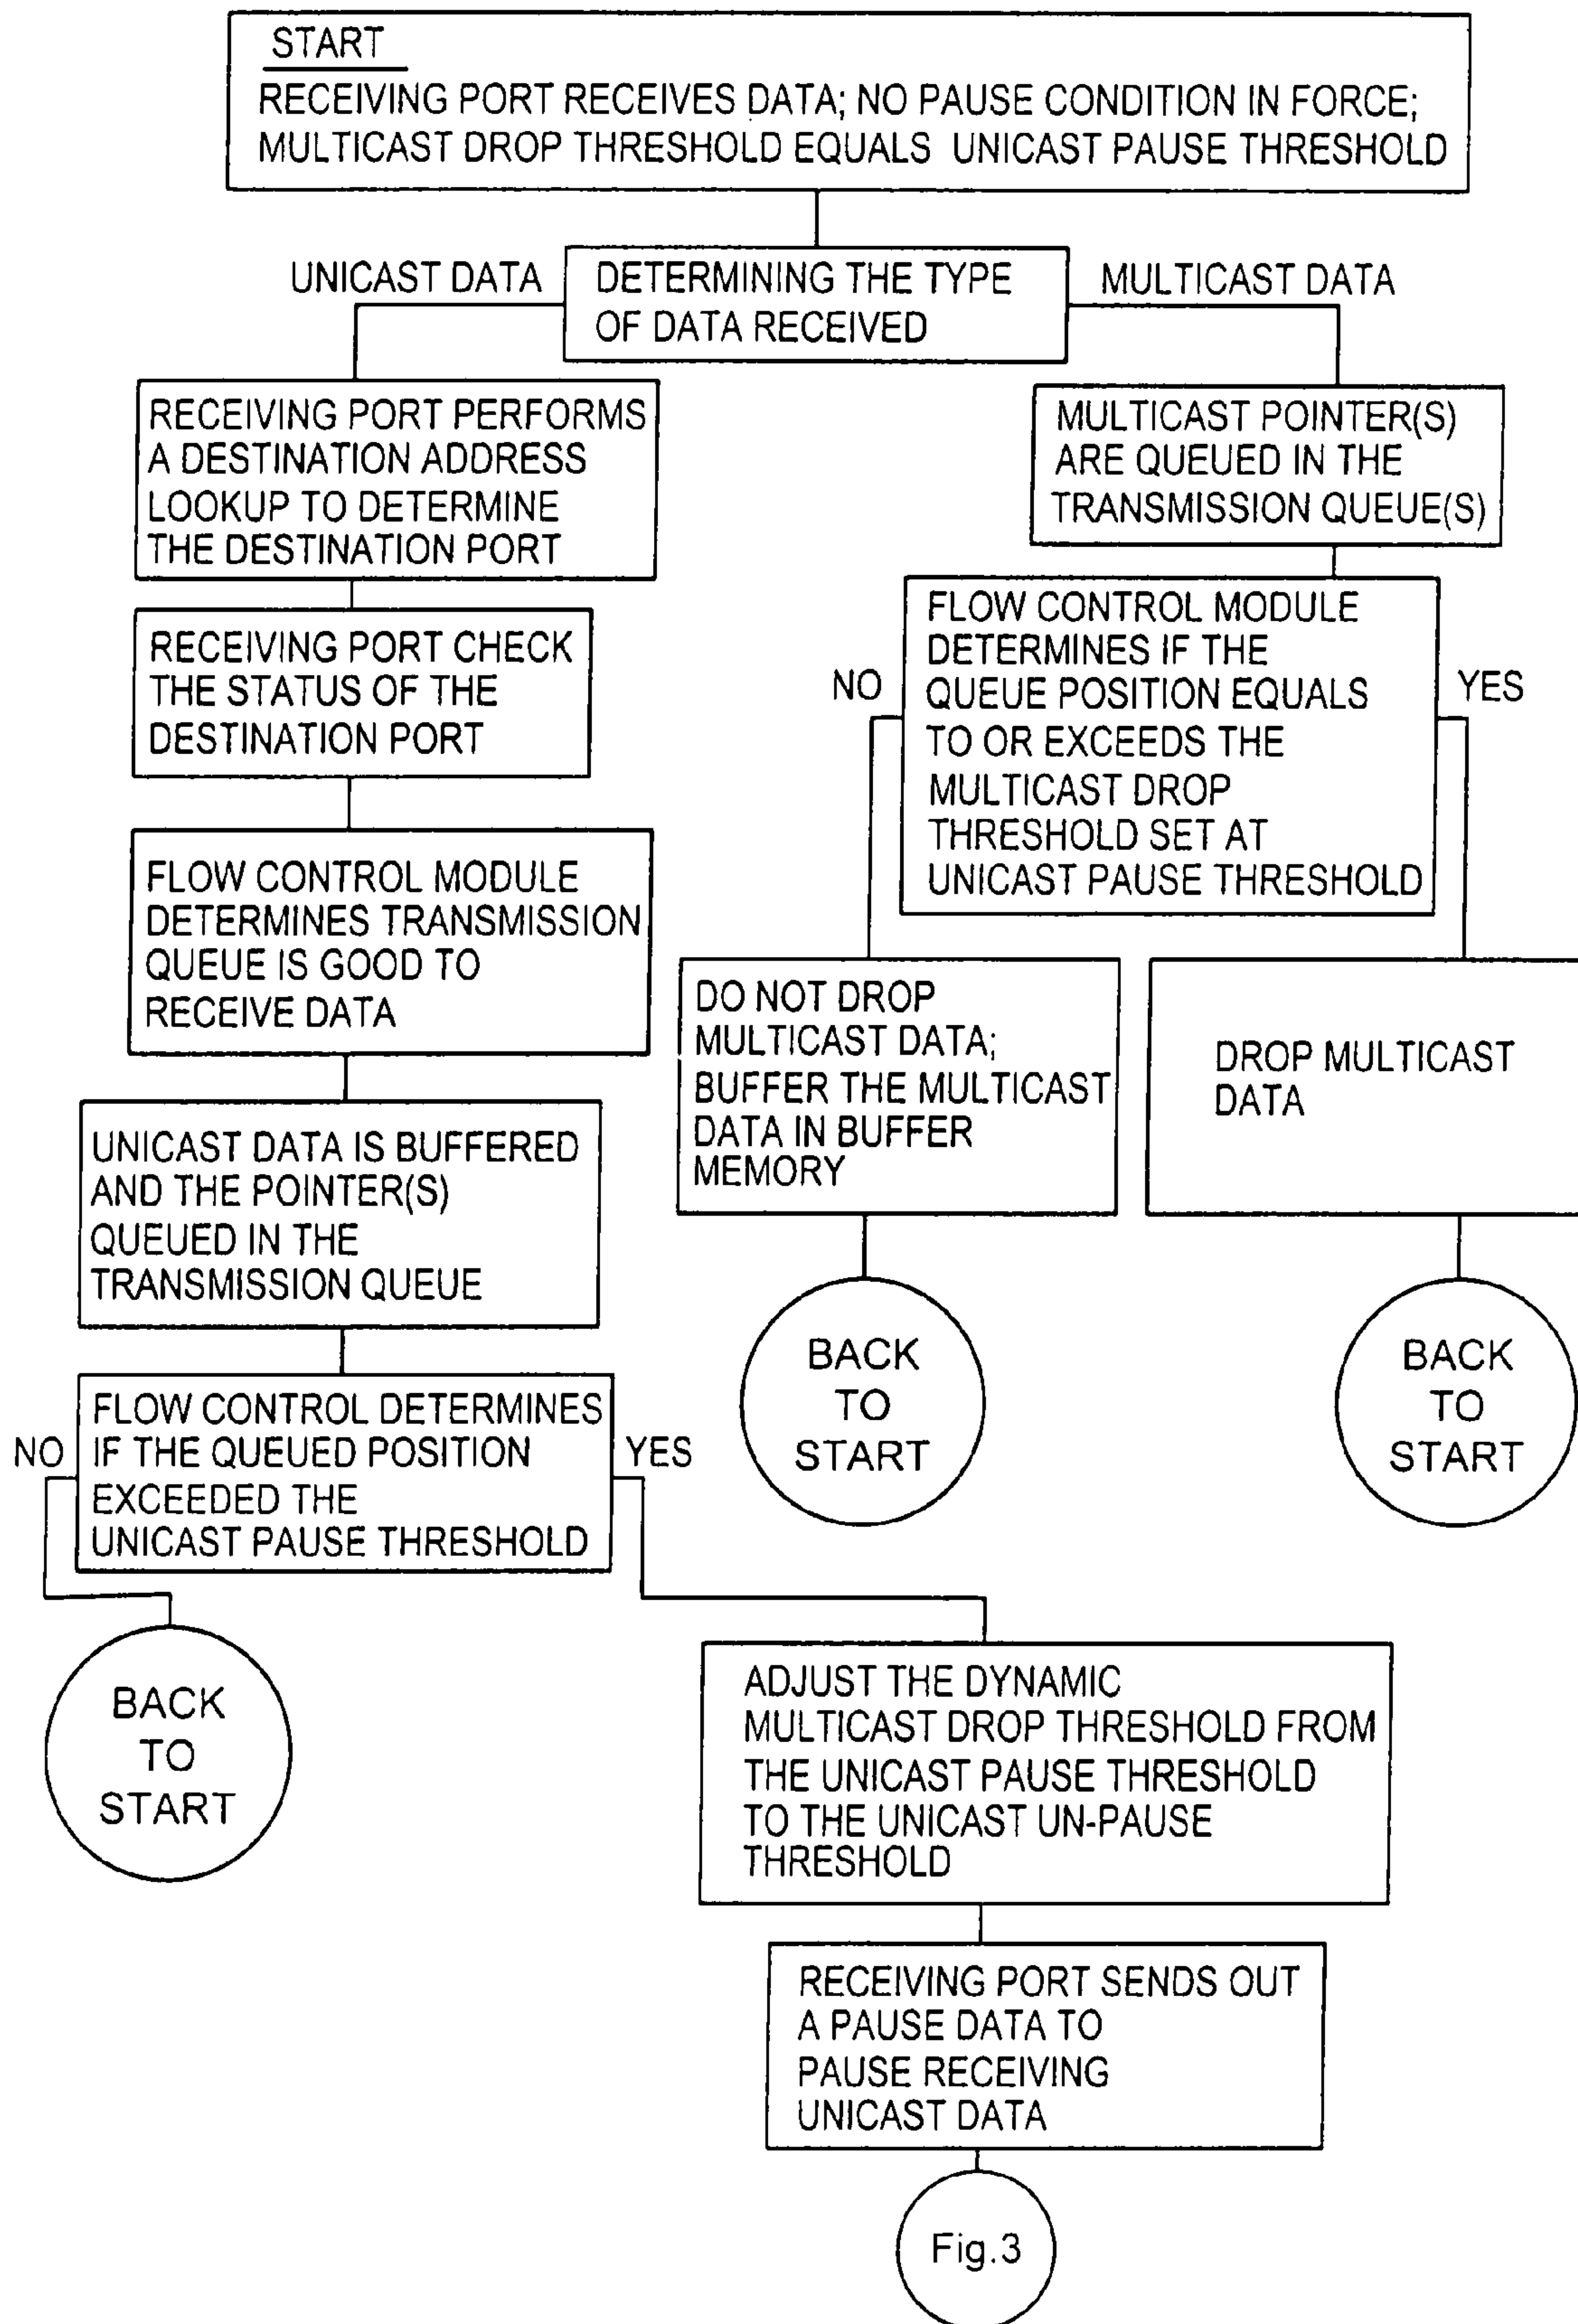 START
RECEIVING PORT RECEIVES DATA; NO PAUSE CONDITION IN FORCE;
MULTICAST DROP THRESHOLD EQUALS UNICAST PAUSE THRESHOLD
UNICAST DATA
DETERMINING THE TYPE
OF DATA RECEIVED
MULTICAST DATA
RECEIVING PORT PERFORMS
A DESTINATION ADDRESS
LOOKUP TO DETERMINE
THE DESTINATION PORT
RECEIVING PORT CHECK
THE STATUS OF THE
DESTINATION PORT
FLOW CONTROL MODULE
DETERMINES TRANSMISSION
QUEUE IS GOOD TO
RECEIVE DATA
UNICAST DATA IS BUFFERED
AND THE POINTER(S)
QUEUED IN THE
TRANSMISSION QUEUE
NO
FLOW CONTROL DETERMINES
IF THE QUEUED POSITION
EXCEEDED THE
UNICAST PAUSE THRESHOLD
YES
BACK
TO
START
ADJUST THE DYNAMIC
MULTICAST DROP THRESHOLD FROM
THE UNICAST PAUSE THRESHOLD
TO THE UNICAST UN-PAUSE
THRESHOLD
RECEIVING PORT SENDS OUT
A PAUSE DATA TO
PAUSE RECEIVING
UNICAST DATA
Fig.3
MULTICAST POINTER(S)
ARE QUEUED IN THE
TRANSMISSION QUEUE(S)
NO
FLOW CONTROL MODULE
DETERMINES IF THE
QUEUE POSITION EQUALS
TO OR EXCEEDS THE
MULTICAST DROP
THRESHOLD SET AT
UNICAST PAUSE THRESHOLD
YES
DO NOT DROP
MULTICAST DATA;
BUFFER THE MULTICAST
DATA IN BUFFER
MEMORY
BACK
TO
START
DROP MULTICAST
DATA
BACK
TO
START